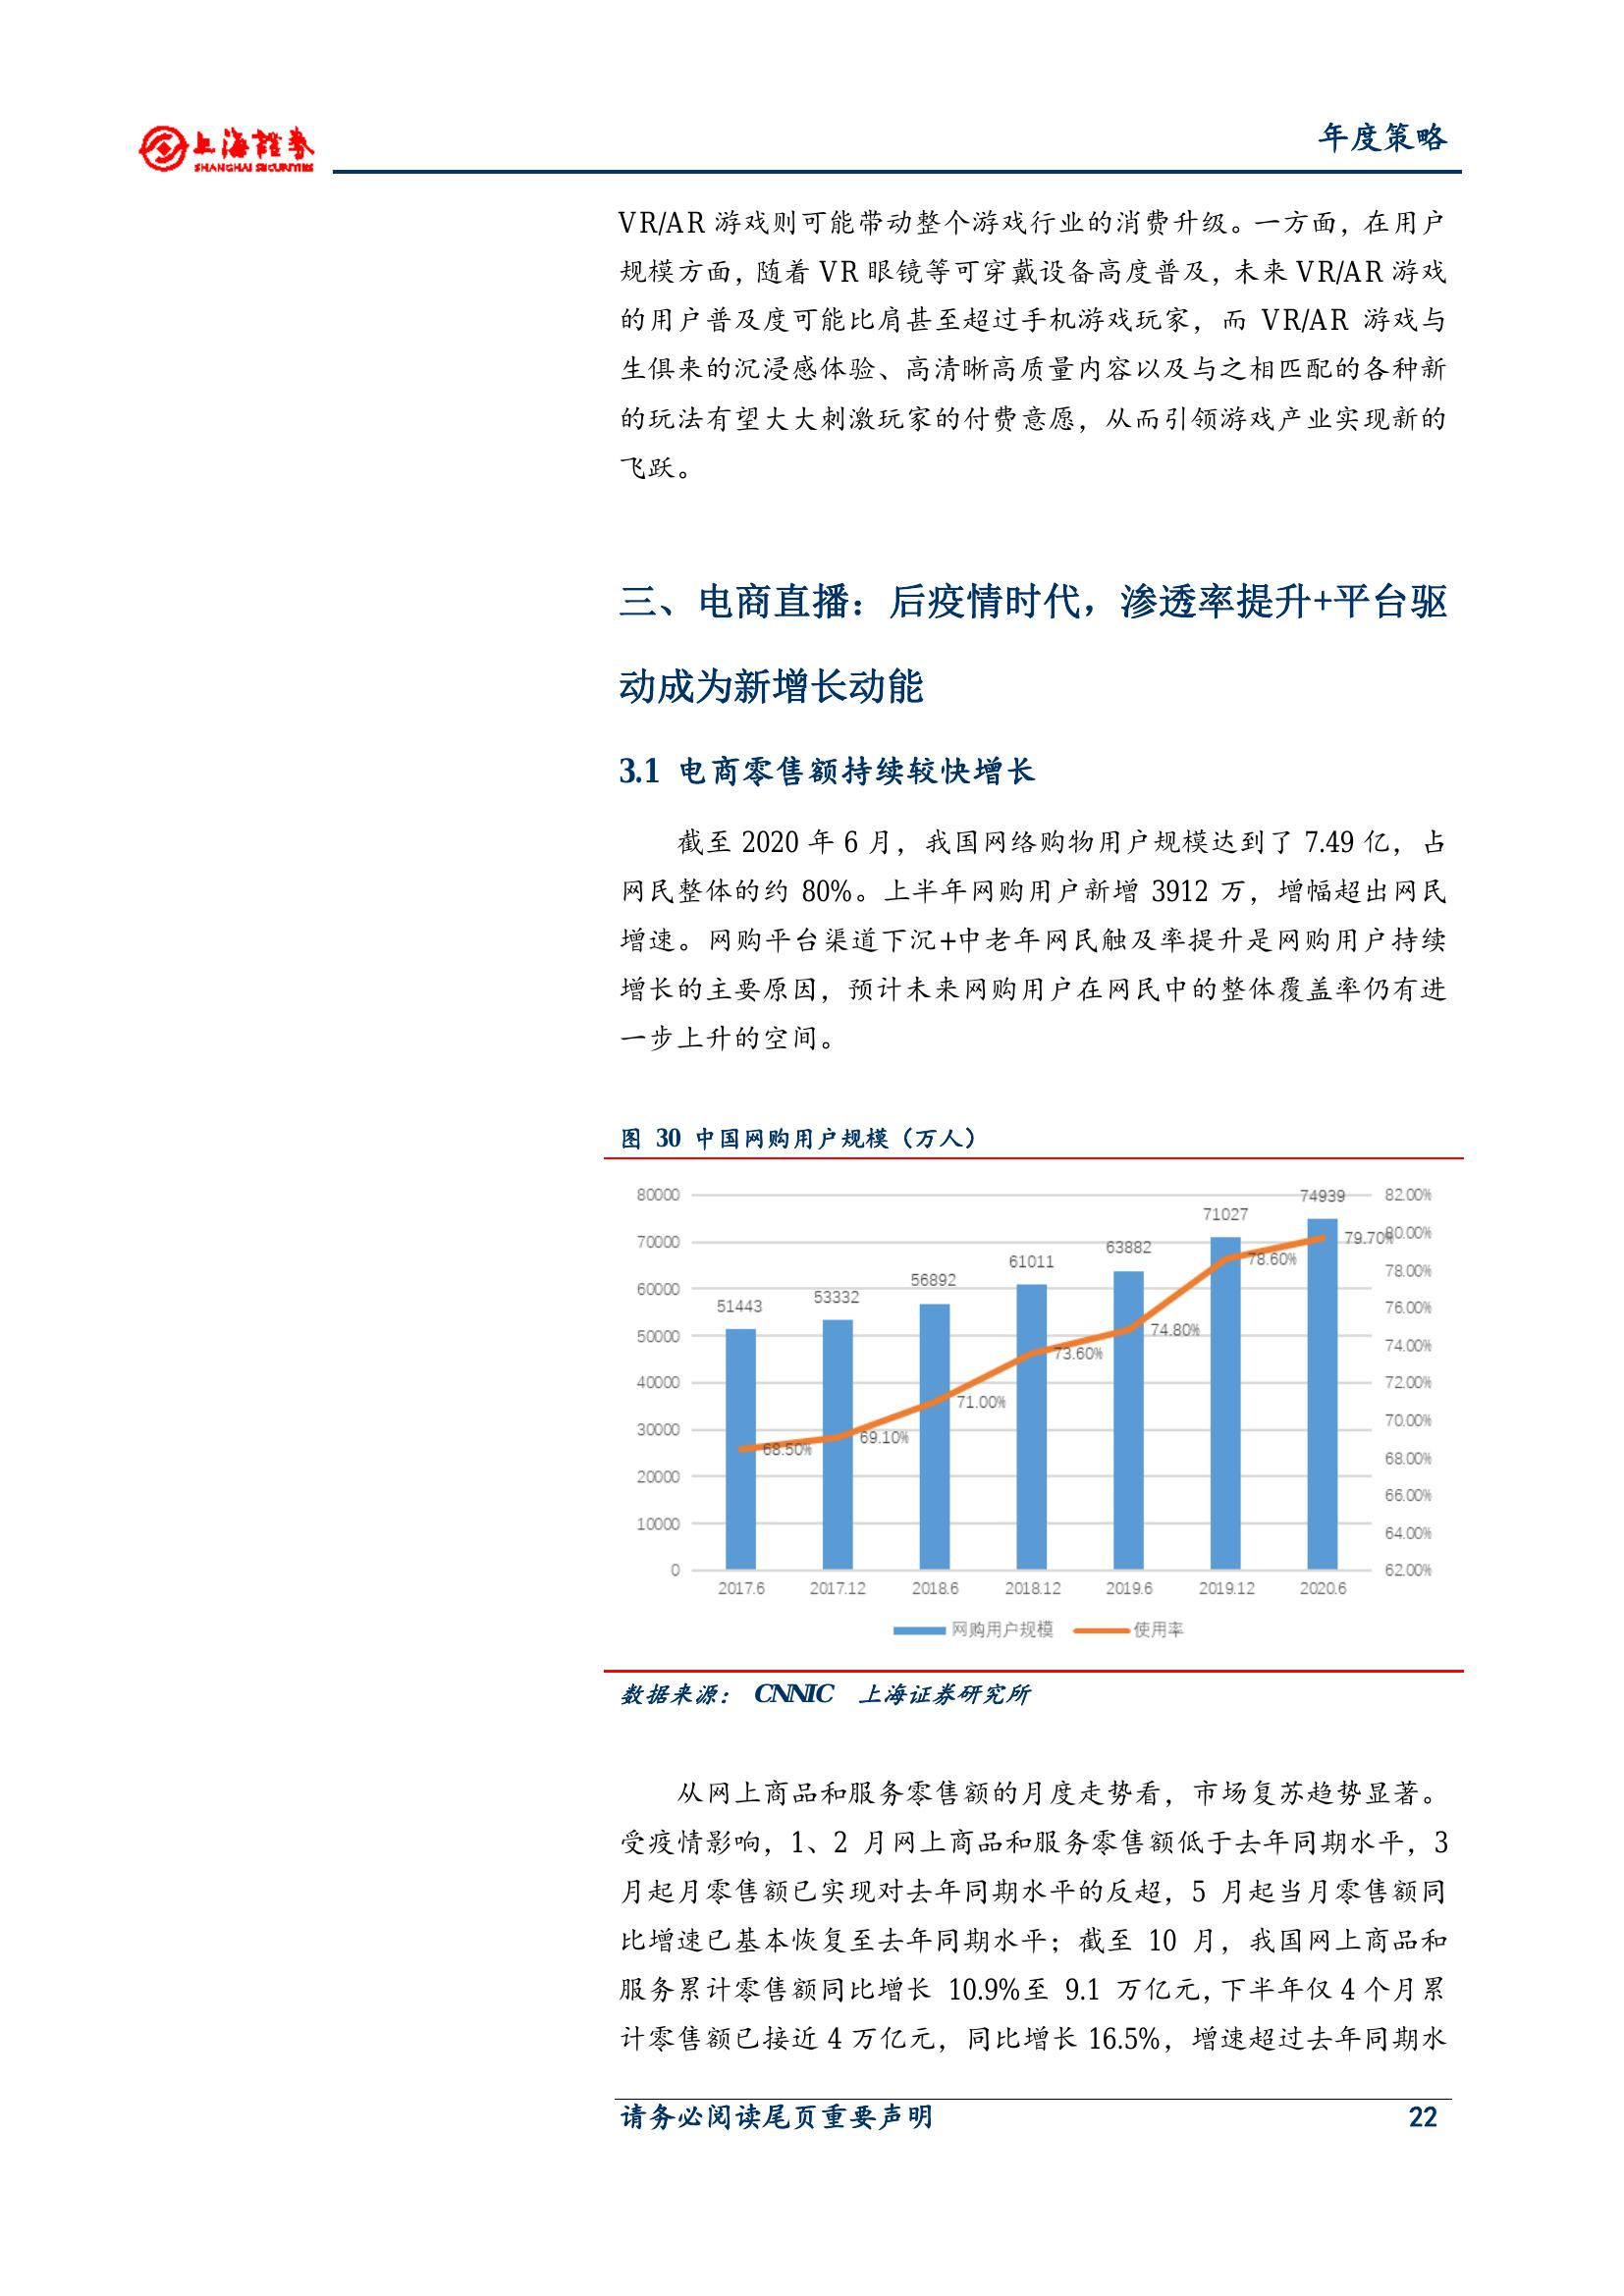 上海證券
SHANGHAI SECURITIES
年度策略
VR/AR 游戏则可能带动整个游戏行业的消费升级。一方面，在用户
规模方面，随着 VR 眼镜等可穿戴设备高度普及，未来 VR/AR 游戏
的用户普及度可能比肩甚至超过手机游戏玩家，而 VR/AR 游戏与
生俱来的沉浸感体验、高清晰高质量内容以及与之相匹配的各种新
的玩法有望大大刺激玩家的付费意愿，从而引领游戏产业实现新的
飞跃。
三、电商直播：后疫情时代，渗透率提升+平台驱
动成为新增长动能
3.1 电商零售额持续较快增长
截至 2020 年 6 月，我国网络购物用户规模达到了 7.49 亿，占
网民整体的约 80%。上半年网购用户新增 3912 万，增幅超出网民
增速。网购平台渠道下沉+中老年网民触及率提升是网购用户持续
增长的主要原因，预计未来网购用户在网民中的整体覆盖率仍有进
一步上升的空间。
图 30 中国网购用户规模（万人）
80000
70000
60000
50000
40000
30000
20000
10000
0
51443
53332
56892
61011
63882
71027
74939
68.50%
69.10%
71.00%
73.60%
74.80%
78.60%
79.70%
82.00%
80.00%
78.00%
76.00%
74.00%
72.00%
70.00%
68.00%
66.00%
64.00%
62.00%
2017.6 2017.12 2018.6 2018.12 2019.6 2019.12 2020.6
网购用户规模 使用率
数据来源： CNNIC 上海证券研究所
从网上商品和服务零售额的月度走势看，市场复苏趋势显著。
受疫情影响，1、2 月网上商品和服务零售额低于去年同期水平，3
月起月零售额已实现对去年同期水平的反超，5 月起当月零售额同
比增速已基本恢复至去年同期水平；截至 10 月，我国网上商品和
服务累计零售额同比增长 10.9%至 9.1 万亿元，下半年仅 4 个月累
计零售额已接近 4 万亿元，同比增长 16.5%，增速超过去年同期水
请务必阅读尾页重要声明 22